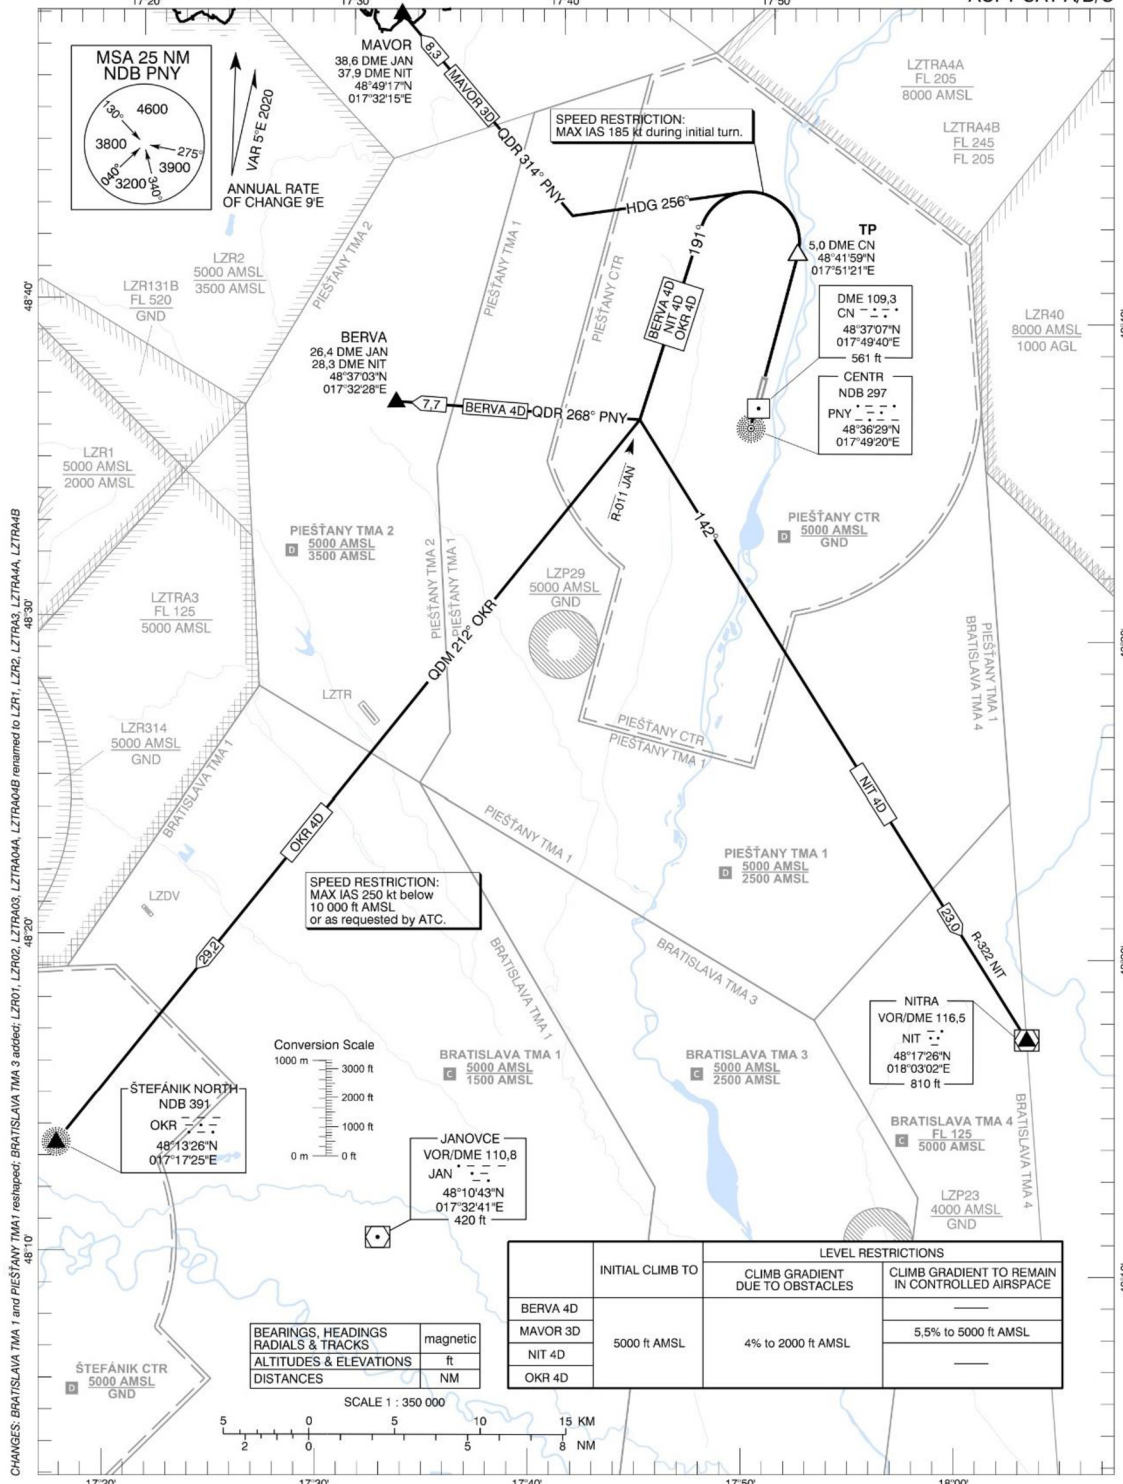 17°20'
17°30'
17°40'
17°50'
MSA 25 NM
NDB PNY
130°
4600
3800
275°
3900
040°
3200
340°
VAR 5°E 2020
ANNUAL RATE
OF CHANGE 9'E
MAVOR
38,6 DME JAN
37,9 DME NIT
48°49'17"N
017°32'15"E
8,3
MAVOR 3D
QDR 314° PNY
SPEED RESTRICTION:
MAX IAS 185 kt during initial turn.
LZTRA4A
FL 205
8000 AMSL
LZTRA4B
FL 245
FL 205
HDG 256°
191°
TP
5,0 DME CN
48°41'59"N
017°51'21"E
PIEŠŤANY TMA 2
PIEŠŤANY TMA 1
PIEŠŤANY CTR
LZR2
5000 AMSL
3500 AMSL
LZR131B
FL 520
GND
48°40'
BERVA 4D
NIT 4D
OKR 4D
DME 109,3
CN
48°37'07"N
017°49'40"E
561 ft
LZR40
8000 AMSL
1000 AGL
BERVA
26,4 DME JAN
28,3 DME NIT
48°37'03"N
017°32'28"E
CENTR
NDB 297
PNY
48°36'29"N
017°49'20"E
7,7
BERVA 4D
QDR 268° PNY
LZR1
5000 AMSL
2000 AMSL
R-011 JAN
142°
PIEŠŤANY TMA 2
D
5000 AMSL
3500 AMSL
PIEŠŤANY CTR
D
5000 AMSL
GND
PIEŠŤANY TMA 2
PIEŠŤANY TMA 1
LZP29
5000 AMSL
GND
LZTRA3
FL 125
5000 AMSL
48°30'
QDM 212° OKR
PIEŠŤANY TMA 1
BRATISLAVA TMA 4
LZTR
LZR314
5000 AMSL
GND
BRATISLAVA TMA 1
PIEŠŤANY CTR
PIEŠŤANY TMA 1
NIT 4D
OKR 4D
PIEŠŤANY TMA 1
PIEŠŤANY TMA 1
D
5000 AMSL
2500 AMSL
LZDV
SPEED RESTRICTION:
MAX IAS 250 kt below
10 000 ft AMSL
or as requested by ATC.
48°20'
29,2
23,0
R-322 NIT
BRATISLAVA TMA 1
BRATISLAVA TMA 3
NITRA
VOR/DME 116,5
NIT
48°17'26"N
018°03'02"E
810 ft
Conversion Scale
1000 m
3000 ft
2000 ft
1000 ft
0 m
0 ft
BRATISLAVA TMA 1
C
5000 AMSL
1500 AMSL
BRATISLAVA TMA 3
C
5000 AMSL
2500 AMSL
ŠTEFÁNIK NORTH
NDB 391
OKR
48°13'26"N
017°17'25"E
BRATISLAVA TMA 4
C
FL 125
5000 AMSL
BRATISLAVA TMA 4
JANOVCE
VOR/DME 110,8
JAN
48°10'43"N
017°32'41"E
420 ft
LZP23
4000 AMSL
GND
48°10'
INITIAL CLIMB TO
LEVEL RESTRICTIONS
CLIMB GRADIENT
DUE TO OBSTACLES
CLIMB GRADIENT TO REMAIN
IN CONTROLLED AIRSPACE
BERVA 4D
MAVOR 3D
NIT 4D
OKR 4D
5000 ft AMSL
4% to 2000 ft AMSL
5,5% to 5000 ft AMSL
BEARINGS, HEADINGS
RADIALS & TRACKS
magnetic
ALTITUDES & ELEVATIONS
ft
DISTANCES
NM
ŠTEFÁNIK CTR
D
5000 AMSL
GND
SCALE 1 : 350 000
5 0 5 10 15 KM
2 0 5 8 NM
CHANGES: BRATISLAVA TMA 1 and PIEŠŤANY TMA1 reshaped; BRATISLAVA TMA 3 added; LZR01, LZR02, LZTRA03, LZTRA04A, LZTRA04B renamed to LZR1, LZR2, LZTRA3, LZTRA4A, LZTRA4B